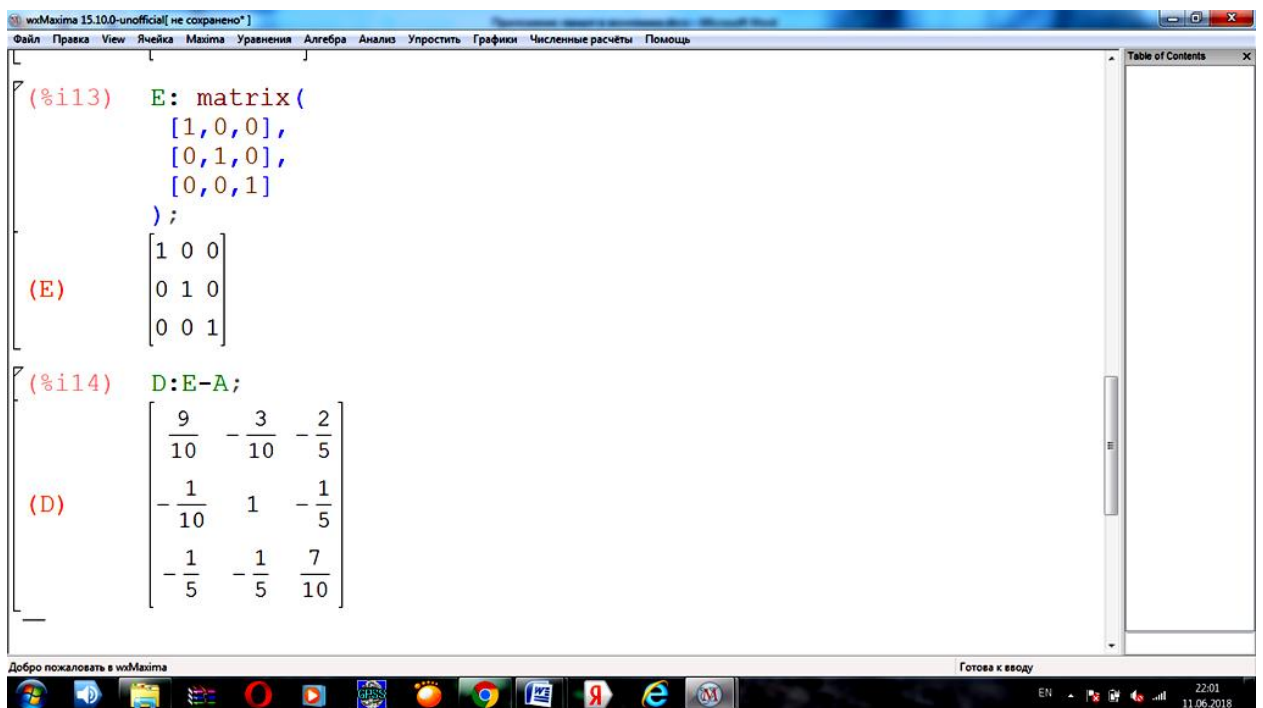 wxMaxima 15.10.0-unofficial[ не сохранено* ]
Файл Правка View Ячейка Maxima Уравнения Алгебра Анализ Упростить Графики Численные расчёты Помощь
Table of Contents
(%i13) E: matrix(
[1,0,0],
[0,1,0],
[0,0,1]
);
1 0 0
(E) 0 1 0
0 0 1
(%i14) D:E-A;
9/10 -3/10 -2/5
(D) -1/10 1 -1/5
-1/5 -1/5 7/10
Добро пожаловать в wxMaxima Готова к вводу
GPSS Я M EN 22:01
11.06.2018